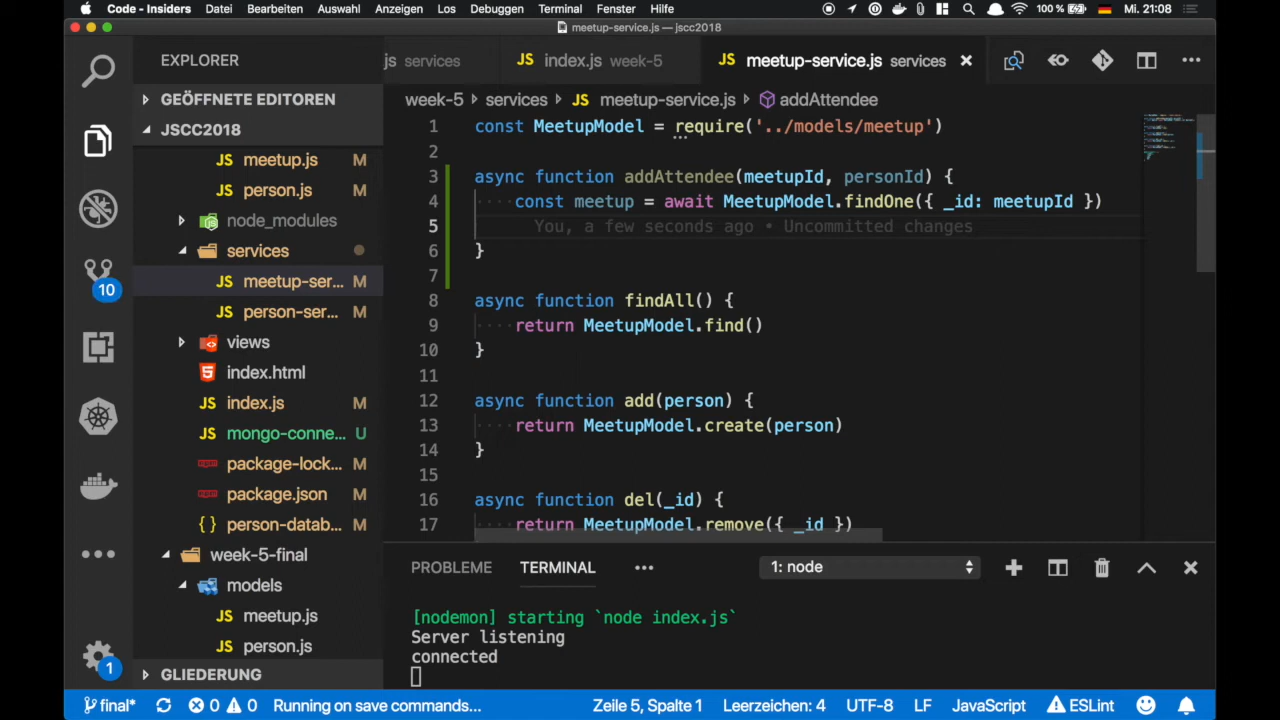 Code - Insiders Datei Bearbeiten Auswahl Anzeigen Los Debuggen Terminal Fenster Hilfe 100 % Mi. 21:08
meetup-service.js — jscc2018
EXPLORER
js services
JS index.js week-5
JS meetup-service.js services
GEÖFFNETE EDITOREN
JSCC2018
JS meetup.js M
JS person.js M
node_modules
services
JS meetup-ser... M
JS person-ser... M
views
index.html
JS index.js M
JS mongo-conne... U
package-lock... M
package.json M
{} person-datab... M
week-5-final
models
JS meetup.js
JS person.js
GLIEDERUNG
10
1
week-5 services JS meetup-service.js addAttendee
1 const MeetupModel = require('../models/meetup')
2
3 async function addAttendee(meetupId, personId) {
4 const meetup = await MeetupModel.findOne({ _id: meetupId })
5 You, a few seconds ago • Uncommitted changes
6 }
7
8 async function findAll() {
9 return MeetupModel.find()
10 }
11
12 async function add(person) {
13 return MeetupModel.create(person)
14 }
15
16 async function del(_id) {
17 return MeetupModel.remove({ _id })
PROBLEME TERMINAL 1: node
[nodemon] starting `node index.js`
Server listening
connected
final* 0 0 Running on save commands... Zeile 5, Spalte 1 Leerzeichen: 4 UTF-8 LF JavaScript ESLint